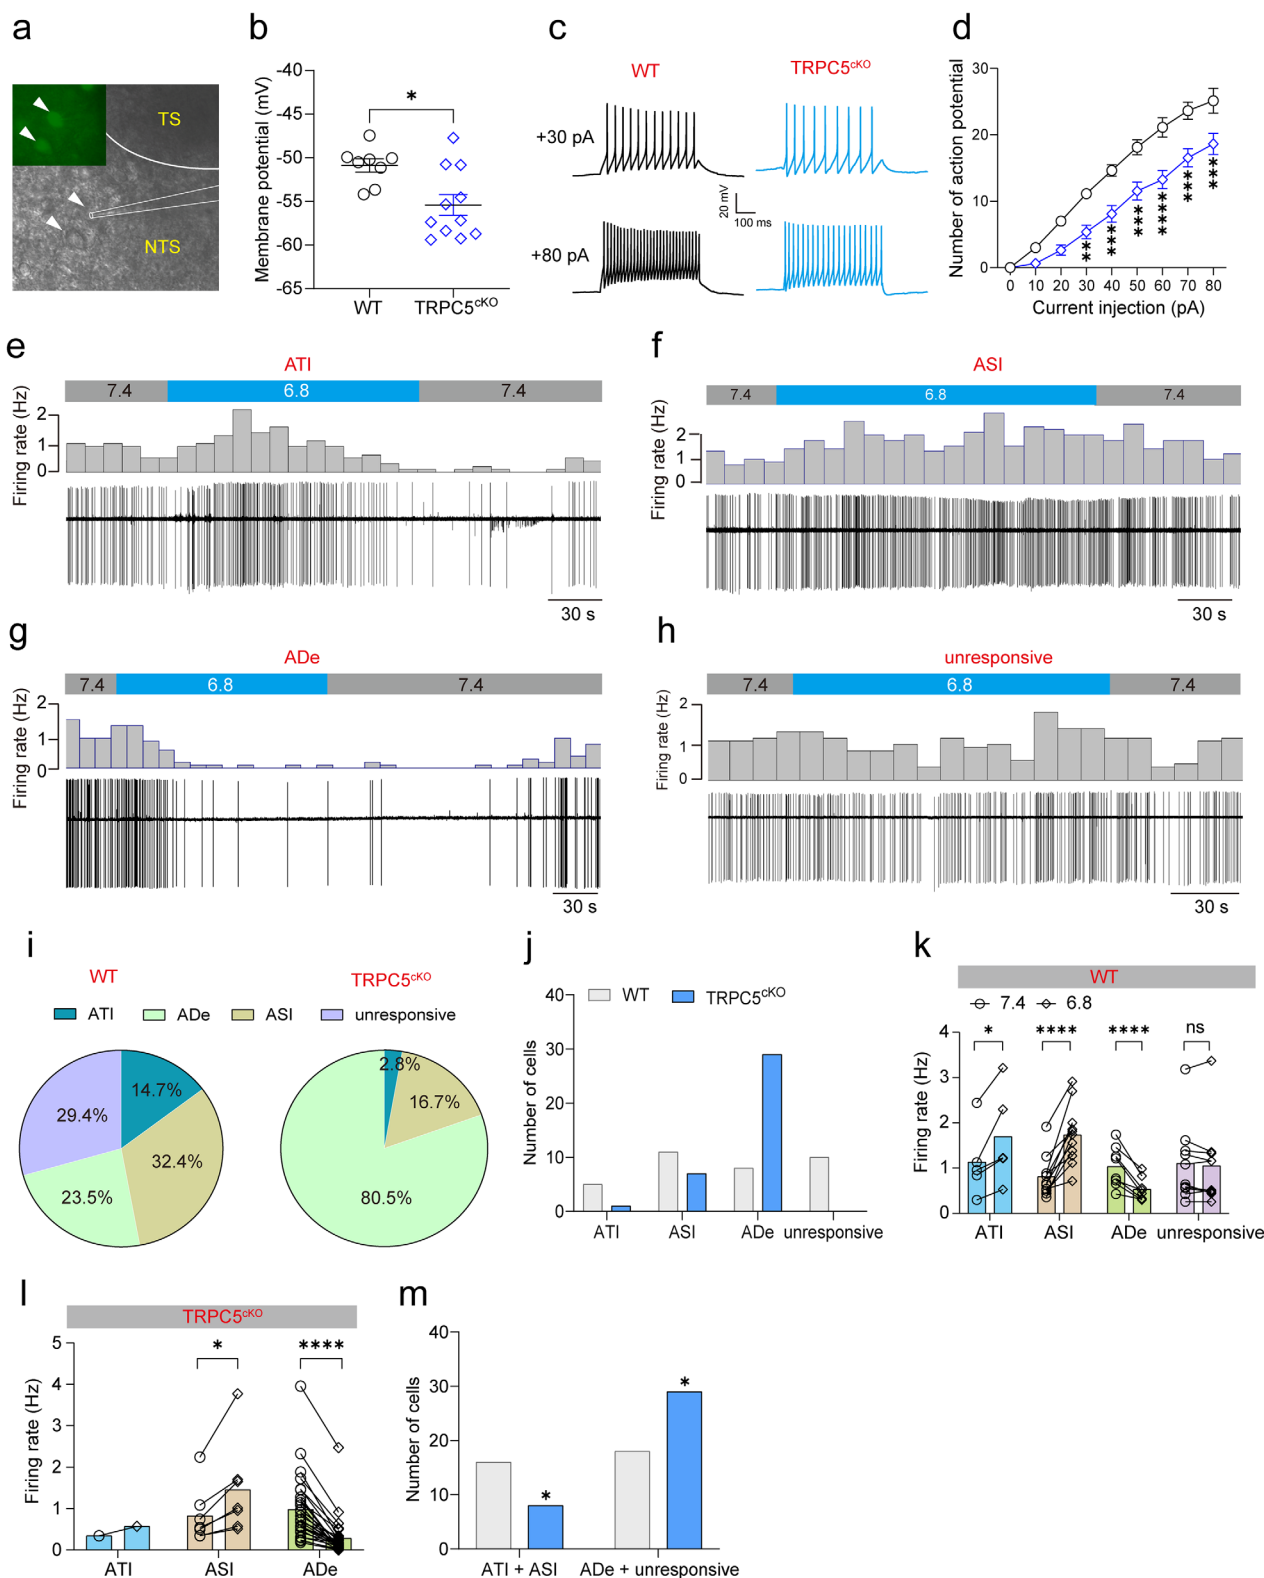 a
TS
NTS
b
Membrane potential (mV)
-40
-45
-50
-55
-60
-65
*
WT
TRPC5cKO
c
WT
TRPC5cKO
+30 pA
+80 pA
20 mV
100 ms
d
Number of action potential
30
20
10
0
**
***
***
****
***
***
0 10 20 30 40 50 60 70 80
Current injection (pA)
e
ATI
7.4 6.8 7.4
Firing rate (Hz)
2
1
0
30 s
f
ASI
7.4 6.8 7.4
Firing rate (Hz)
2
1
0
30 s
g
ADe
7.4 6.8 7.4
Firing rate (Hz)
2
1
0
30 s
h
unresponsive
7.4 6.8 7.4
Firing rate (Hz)
2
1
0
30 s
i
WT
TRPC5cKO
ATI ADe ASI unresponsive
14.7%
32.4%
23.5%
29.4%
2.8%
16.7%
80.5%
j
WT TRPC5cKO
Number of cells
40
30
20
10
0
ATI ASI ADe unresponsive
k
WT
7.4 6.8
Firing rate (Hz)
4
3
2
1
0
* **** **** ns
ATI ASI ADe unresponsive
l
TRPC5cKO
Firing rate (Hz)
5
4
3
2
1
0
* ****
ATI ASI ADe
m
Number of cells
40
30
20
10
0
*
*
ATI + ASI ADe + unresponsive